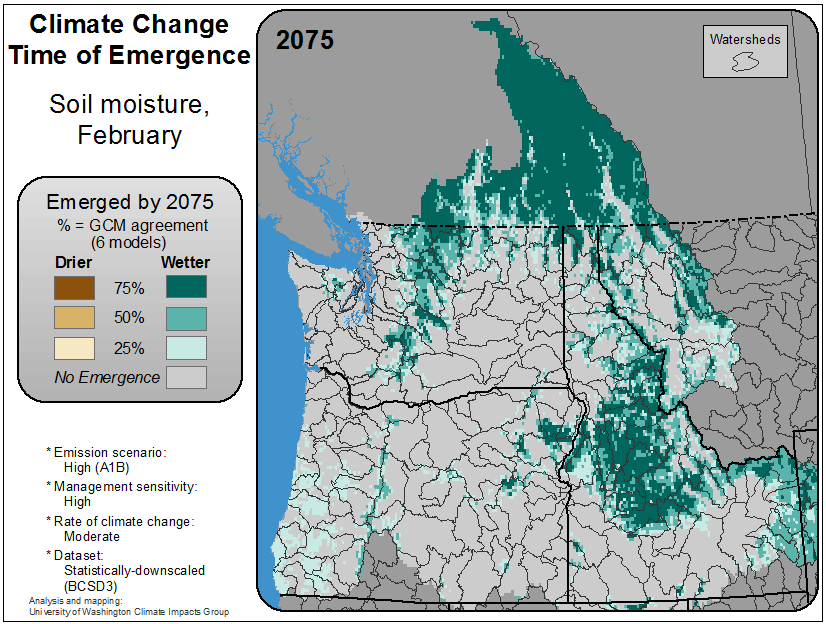 Climate Change
Time of Emergence
Soil moisture,
February
Emerged by 2075
% = GCM agreement
(6 models)
Drier Wetter
75%
50%
25%
No Emergence
* Emission scenario:
High (A1B)
* Management sensitivity:
High
* Rate of climate change:
Moderate
* Dataset:
Statistically-downscaled
(BCSD3)
Analysis and mapping:
University of Washington Climate Impacts Group
2075
Watersheds